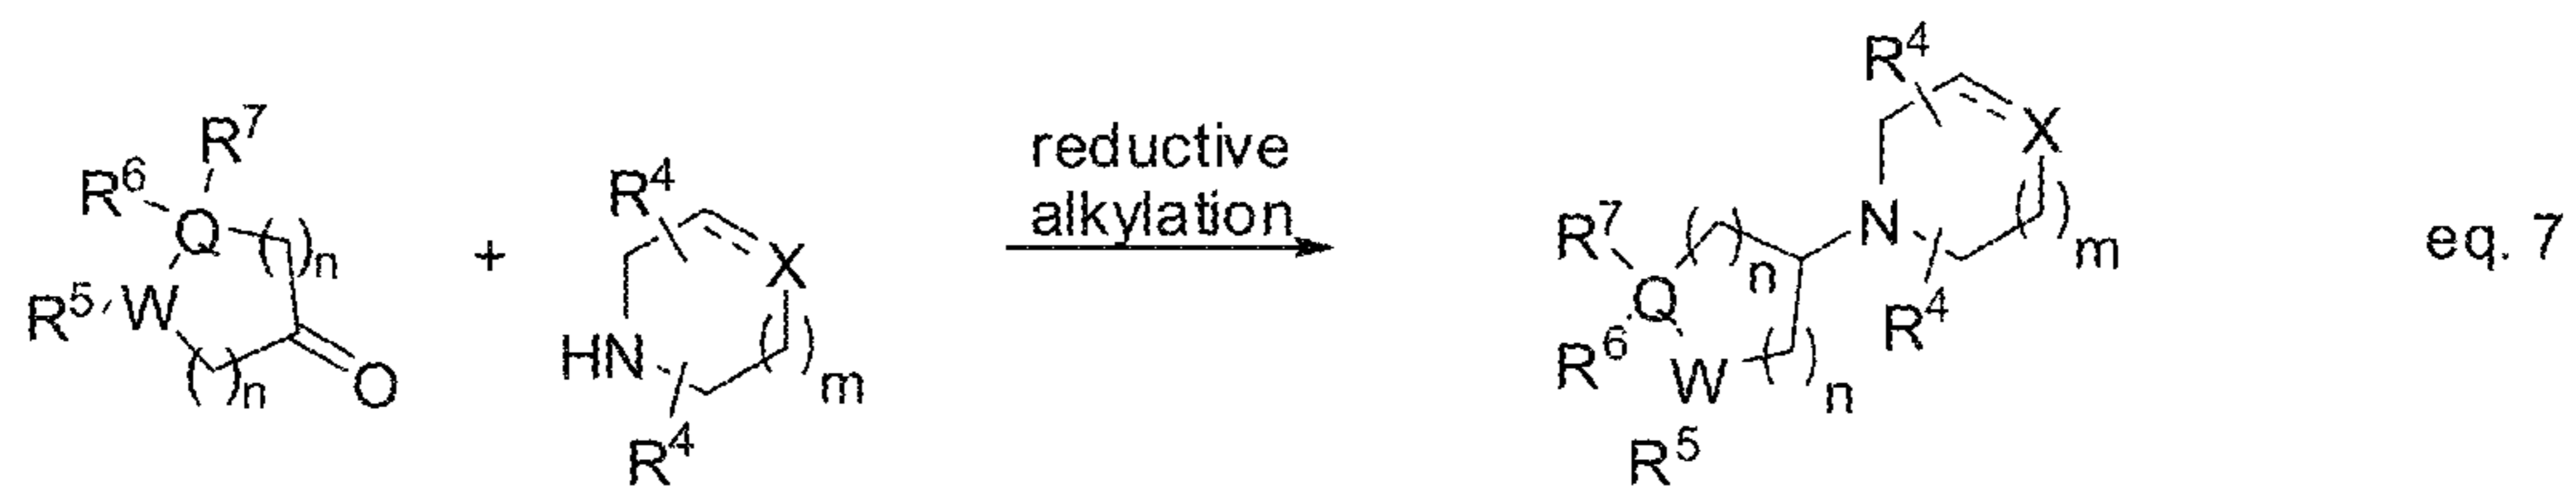 R7
R6
Q
( )n
R5
W
( )n
O
+
R4
X
HN
( )m
R4
reductive
alkylation
R4
X
N
( )m
R7
( )n
Q
R6
W
( )n
R5
R4
eq. 7